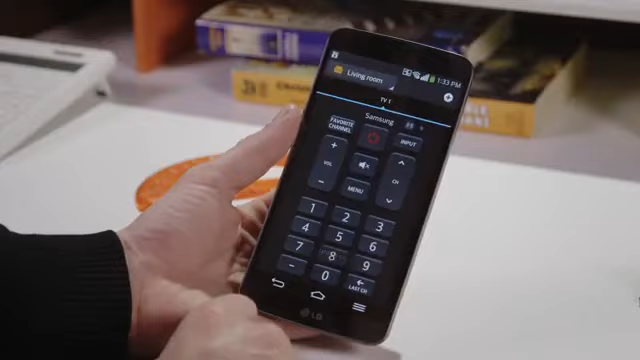 Living room
1:33 PM
TV 1
Samsung
FAVORITE
CHANNEL
INPUT
+
VOL
−
CH
MENU
1
2
3
4
5
6
7
8
9
−
0
LAST CH
LG